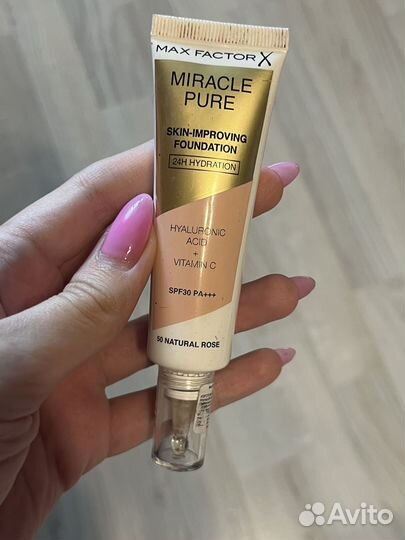 MAX FACTOR X
MIRACLE
PURE
SKIN-IMPROVING
FOUNDATION
24H HYDRATION
HYALURONIC
ACID
+
VITAMIN C
SPF30 PA+++
50 NATURAL ROSE
Avito